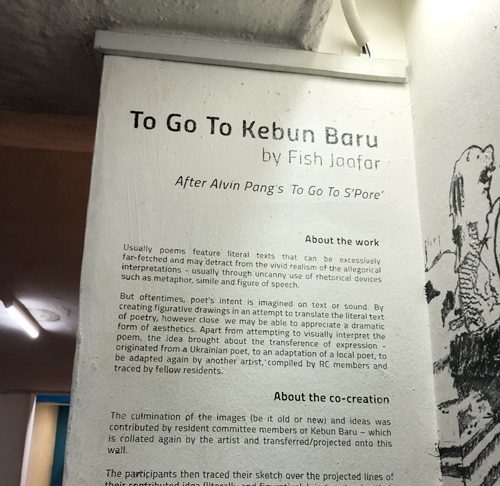 To Go To Kebun Baru
by Fish Jaafar
After Alvin Pang's 'To Go To S'Pore'
About the work
Usually poems feature literal texts that can be excessively
far-fetched and may detract from the vivid realism of the allegorical
interpretations - usually through uncanny use of rhetorical devices
such as metaphor, simile and figure of speech.
But oftentimes, poet's intent is imagined on text or sound. By
creating figurative drawings in an attempt to translate the literal text
of poetry, however close we may be able to appreciate a dramatic
form of aesthetics. Apart from attempting to visually interpret the
poem, the idea brought about the transference of expression -
originated from a Ukrainian poet, to an adaptation of a local poet, to
be adapted again by another artist, compiled by RC members and
traced by fellow residents.
About the co-creation
The culmination of the images (be it old or new) and ideas was
contributed by resident committee members of Kebun Baru – which
is collated again by the artist and transferred/projected onto this
wall.
The participants then traced their sketch over the projected lines of
their contributed idea (literally and